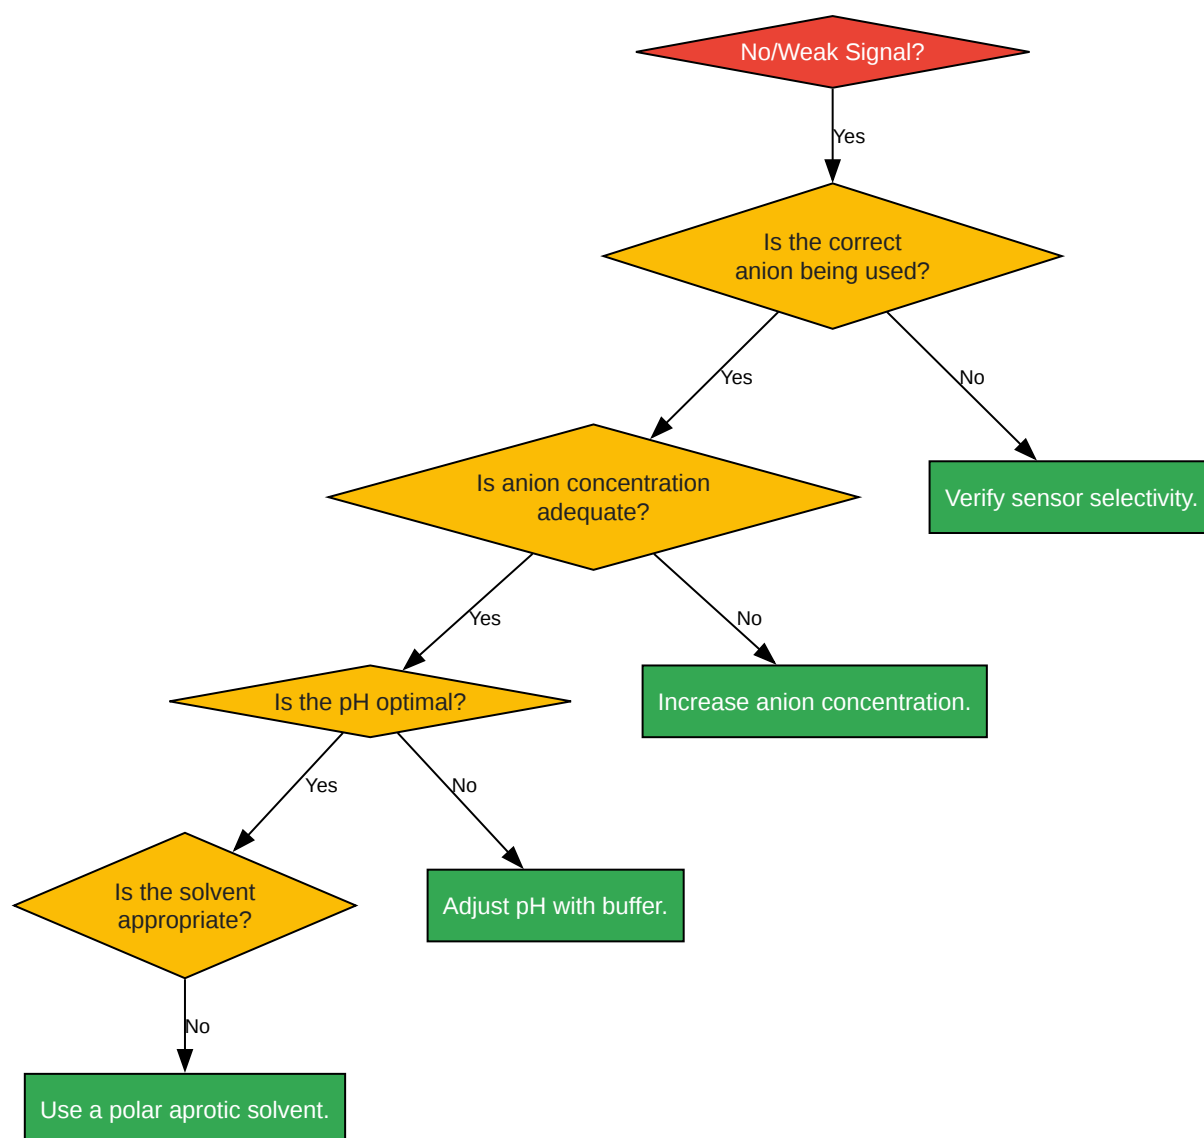 No/Weak Signal?
Yes
Is the correct
anion being used?
Yes
No
Is anion concentration
adequate?
Verify sensor selectivity.
Yes
No
Is the pH optimal?
Increase anion concentration.
Yes
No
Is the solvent
appropriate?
Adjust pH with buffer.
No
Use a polar aprotic solvent.